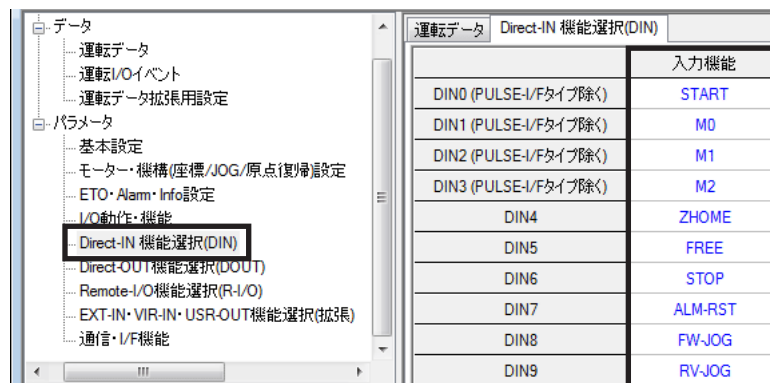 データ
運転データ
運転I/Oイベント
運転データ拡張用設定
パラメータ
基本設定
モーター・機構(座標/JOG/原点復帰)設定
ETO・Alarm・Info設定
I/O動作・機能
Direct-IN 機能選択(DIN)
Direct-OUT機能選択(DOUT)
Remote-I/O機能選択(R-I/O)
EXT-IN・VIR-IN・USR-OUT機能選択(拡張)
通信・I/F機能
運転データ Direct-IN 機能選択(DIN)
入力機能
DIN0 (PULSE-I/Fタイプ除く) START
DIN1 (PULSE-I/Fタイプ除く) M0
DIN2 (PULSE-I/Fタイプ除く) M1
DIN3 (PULSE-I/Fタイプ除く) M2
DIN4 ZHOME
DIN5 FREE
DIN6 STOP
DIN7 ALM-RST
DIN8 FW-JOG
DIN9 RV-JOG